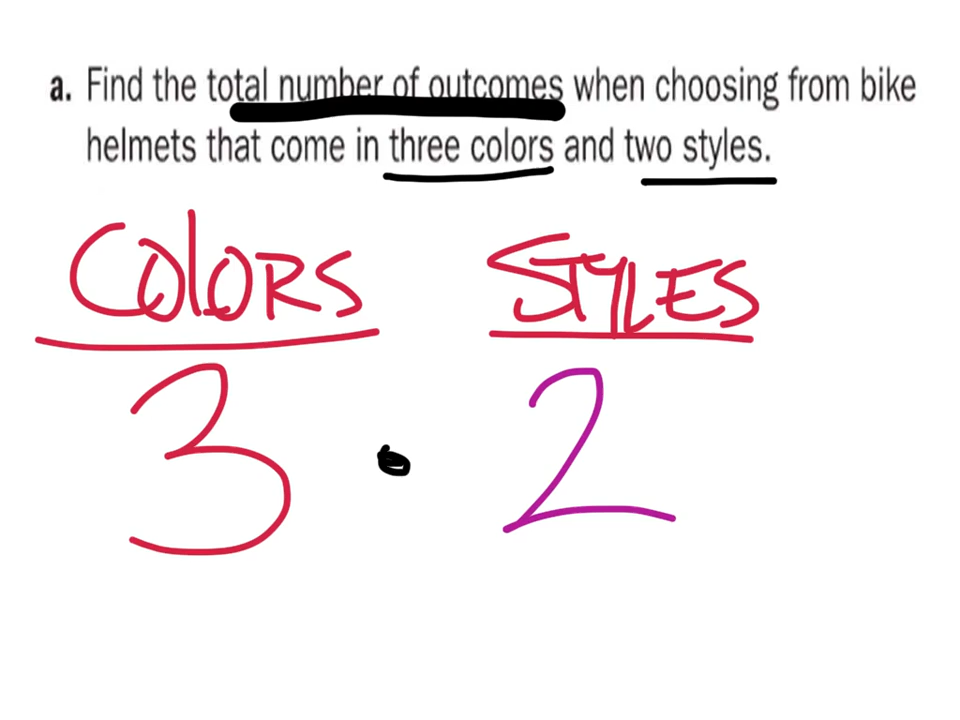 a. Find the total number of outcomes when choosing from bike
helmets that come in three colors and two styles.
COlORS STYLES
3 • 2